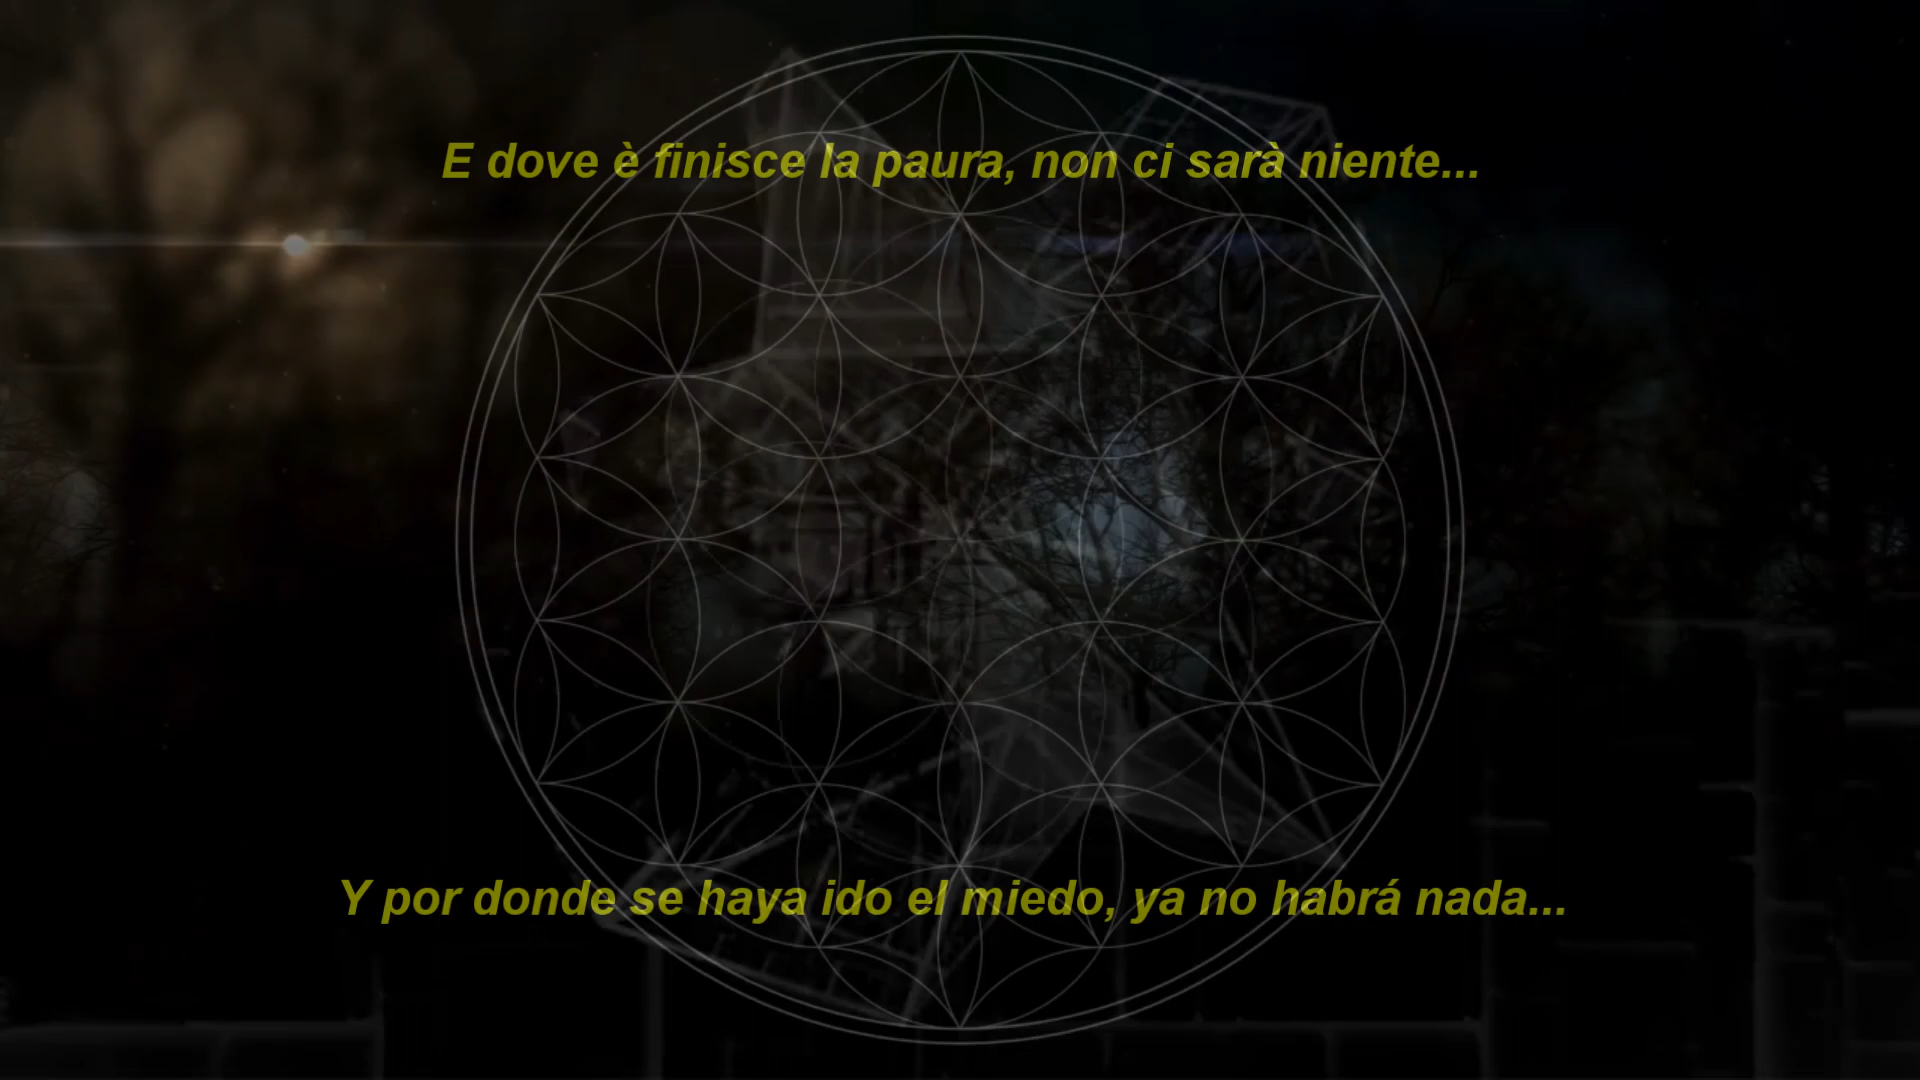 E dove è finisce la paura, non ci sarà niente...
Y por donde se haya ido el miedo, ya no habrá nada...